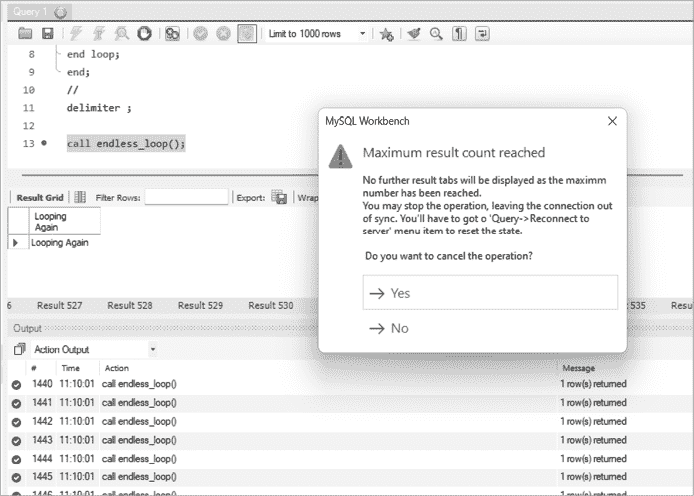 Query 1
Limit to 1000 rows
8 end loop;
9 end;
10 //
11 delimiter ;
12
13 call endless_loop();
MySQL Workbench
Maximum result count reached
No further result tabs will be displayed as the maximm
number has been reached.
You may stop the operation, leaving the connection out
of sync. You'll have to got o 'Query->Reconnect to
server' menu item to reset the state.
Do you want to cancel the operation?
Yes
No
Result Grid Filter Rows: Export: Wrap
Looping
Again
Looping Again
6 Result 527 Result 528 Result 529 Result 530 535 Result
Output
Action Output
# Time Action Message
1440 11:10:01 call endless_loop() 1 row(s) returned
1441 11:10:01 call endless_loop() 1 row(s) returned
1442 11:10:01 call endless_loop() 1 row(s) returned
1443 11:10:01 call endless_loop() 1 row(s) returned
1444 11:10:01 call endless_loop() 1 row(s) returned
1445 11:10:01 call endless_loop() 1 row(s) returned